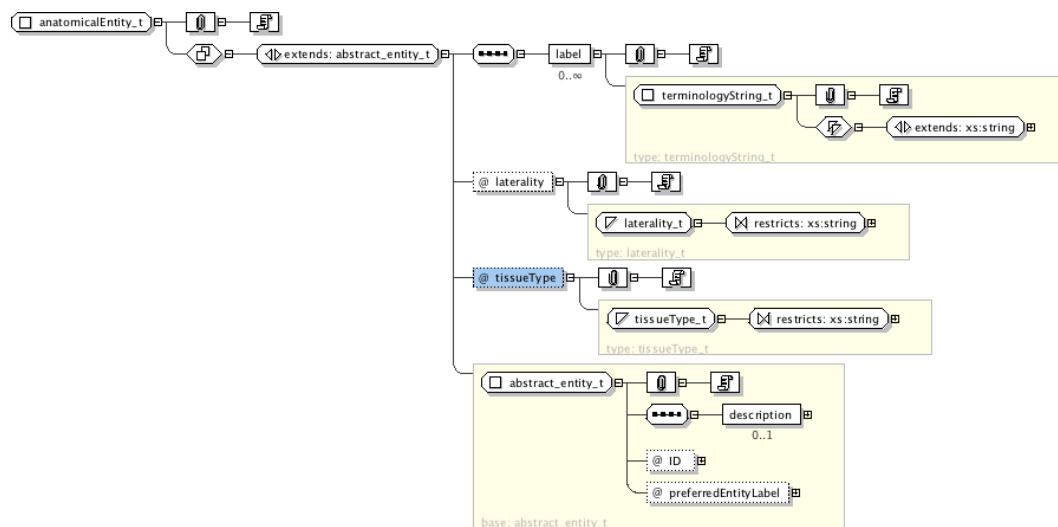 anatomicalEntity_t
extends: abstract_entity_t
label
0..∞
terminologyString_t
extends: xs:string
type: terminologyString_t
@ laterality
laterality_t
restricts: xs:string
type: laterality_t
@ tissueType
tissueType_t
restricts: xs:string
type: tissueType_t
abstract_entity_t
description
0..1
@ ID
@ preferredEntityLabel
base: abstract_entity_t